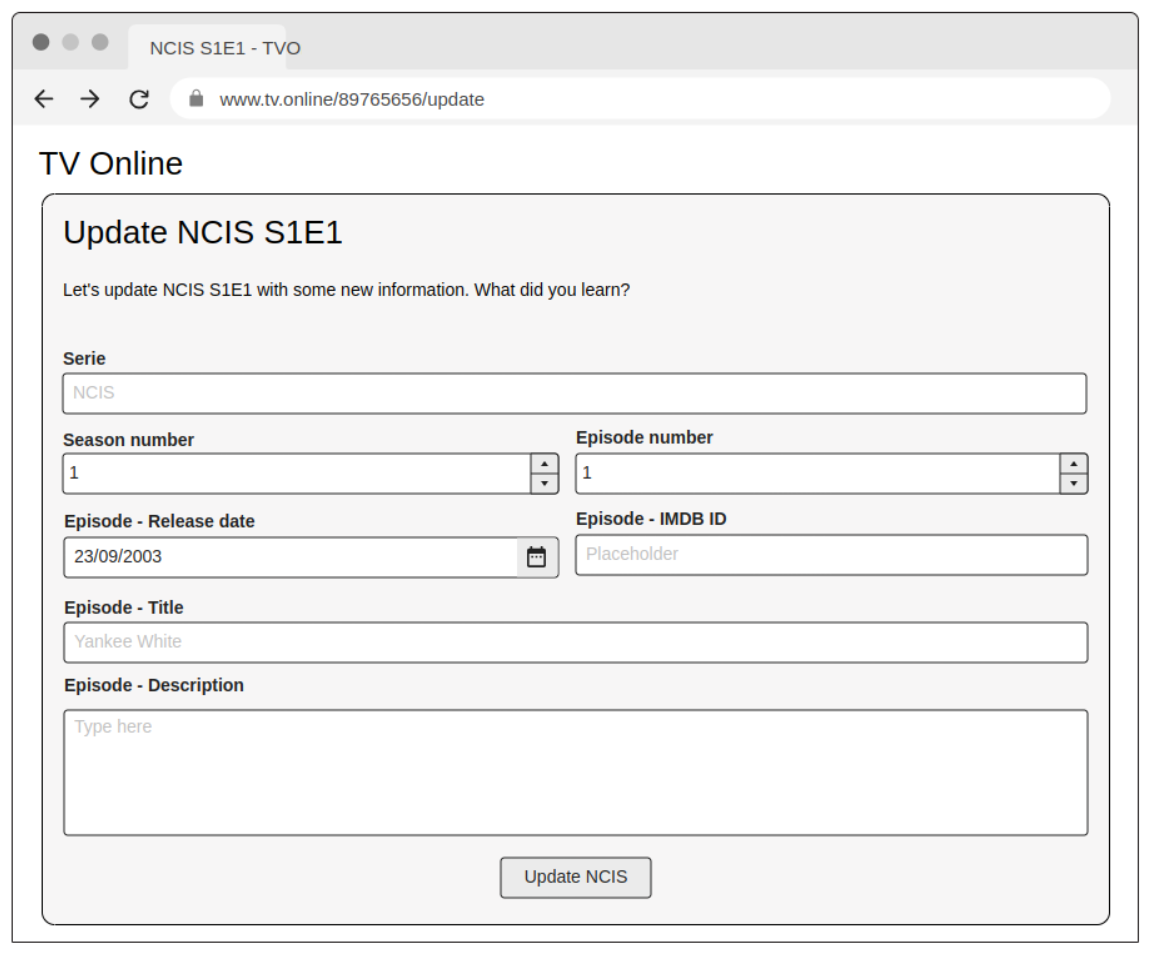 NCIS S1E1 - TVO
www.tv.online/89765656/update
TV Online
Update NCIS S1E1
Let's update NCIS S1E1 with some new information. What did you learn?
Serie
NCIS
Season number
Episode number
1
1
Episode - Release date
Episode - IMDB ID
23/09/2003
Placeholder
Episode - Title
Yankee White
Episode - Description
Type here
Update NCIS